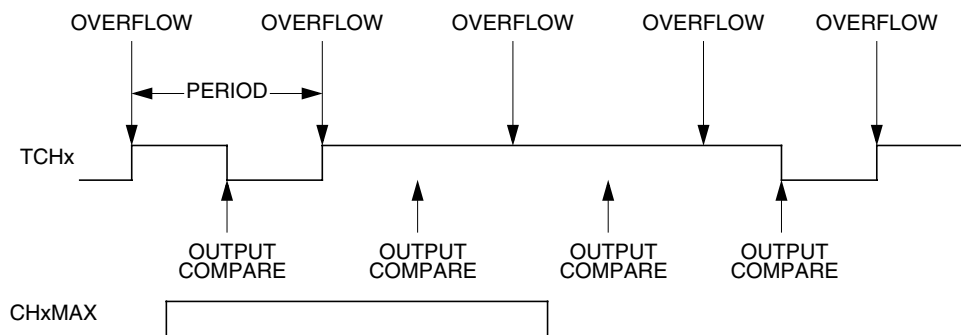 OVERFLOW OVERFLOW OVERFLOW OVERFLOW OVERFLOW
PERIOD
TCHx
OUTPUT COMPARE
OUTPUT COMPARE
OUTPUT COMPARE
OUTPUT COMPARE
CHxMAX